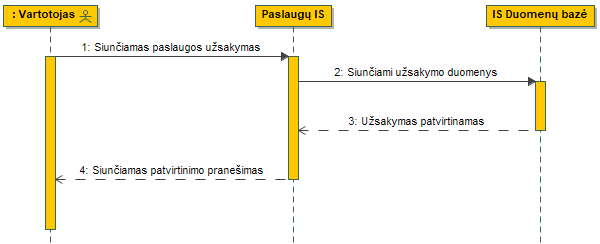 : Vartotojas
Paslaugų IS
IS Duomenų bazė
1: Siunčiamas paslaugos užsakymas
2: Siunčiami užsakymo duomenys
3: Užsakymas patvirtinamas
4: Siunčiamas patvirtinimo pranešimas